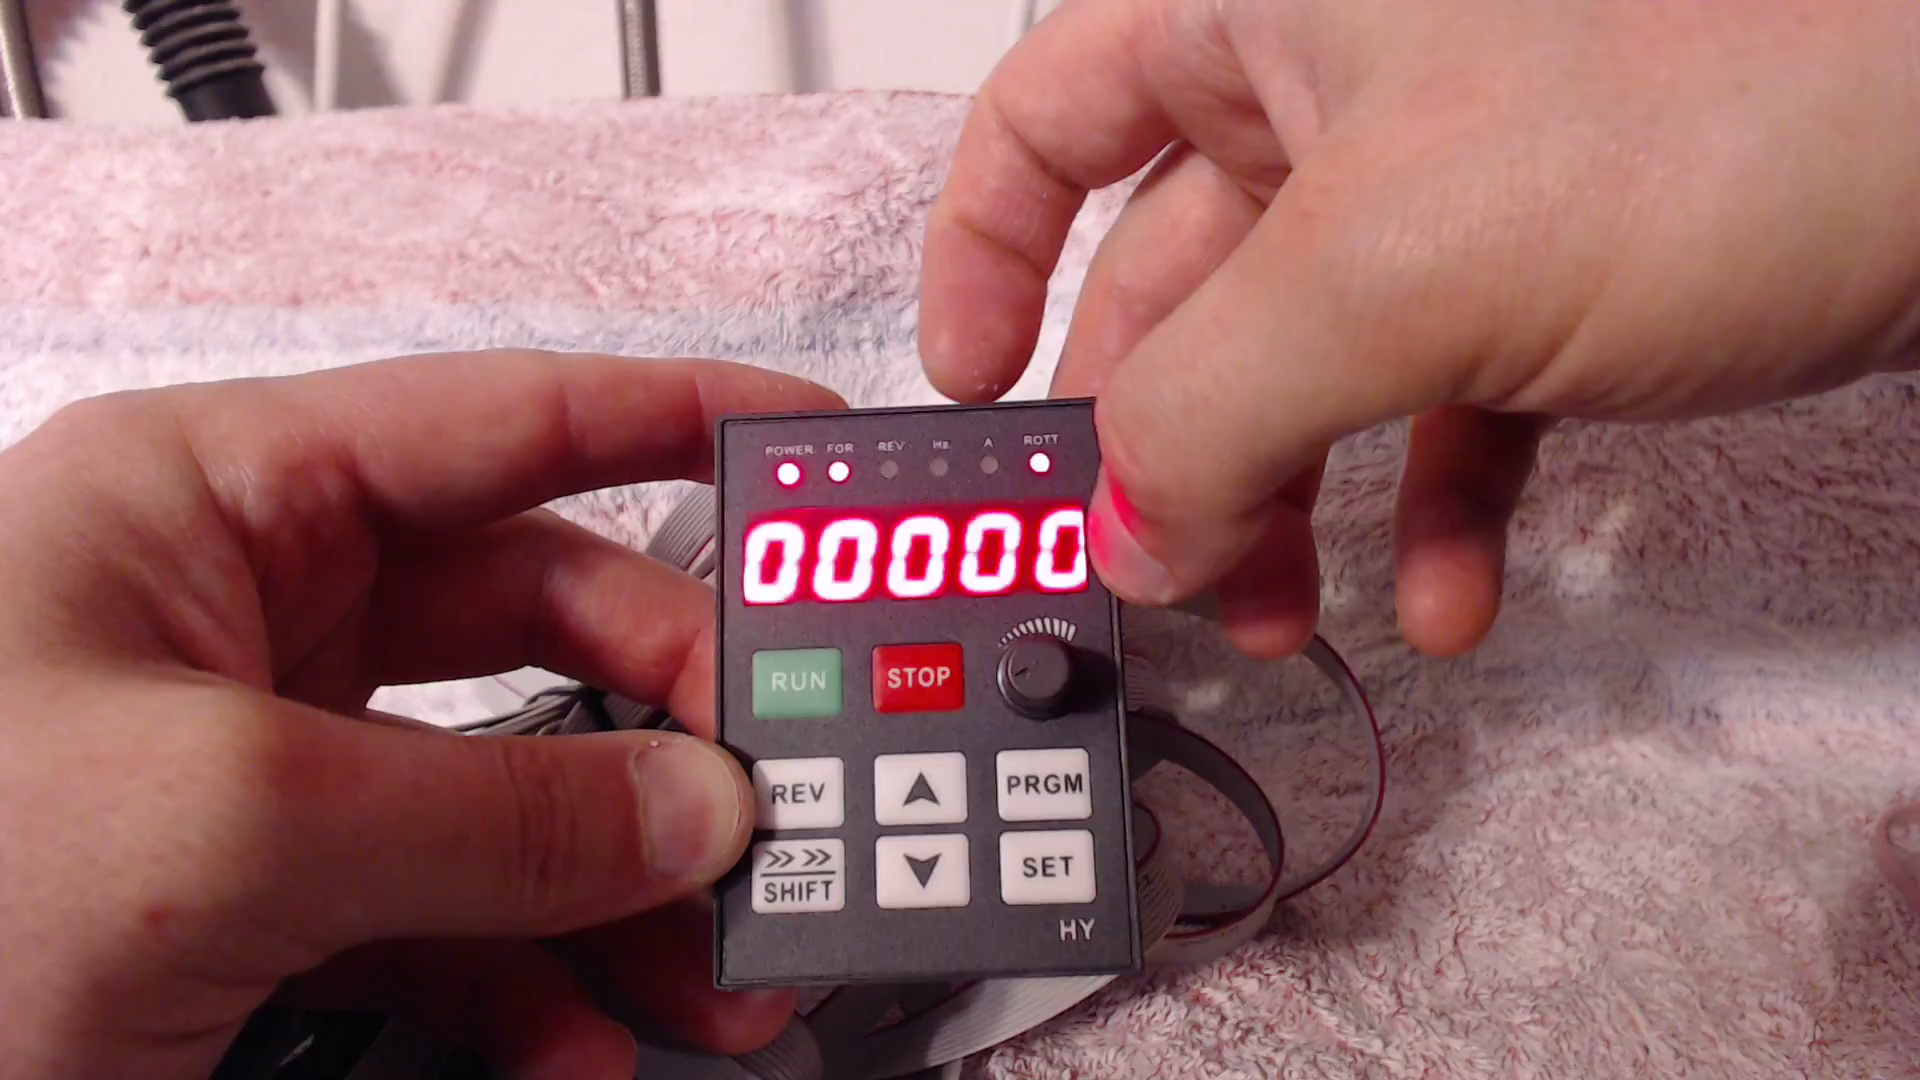 POWER FOR REV Hz A ROTT
00000
RUN STOP
REV PRGM
SHIFT SET
HY